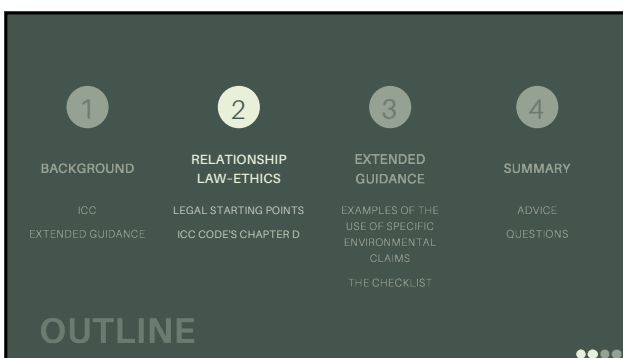 1
BACKGROUND
ICC
EXTENDED GUIDANCE
2
RELATIONSHIP
LAW-ETHICS
LEGAL STARTING POINTS
ICC CODE'S CHAPTER D
3
EXTENDED
GUIDANCE
EXAMPLES OF THE
USE OF SPECIFIC
ENVIRONMENTAL
CLAIMS
THE CHECKLIST
4
SUMMARY
ADVICE
QUESTIONS
OUTLINE